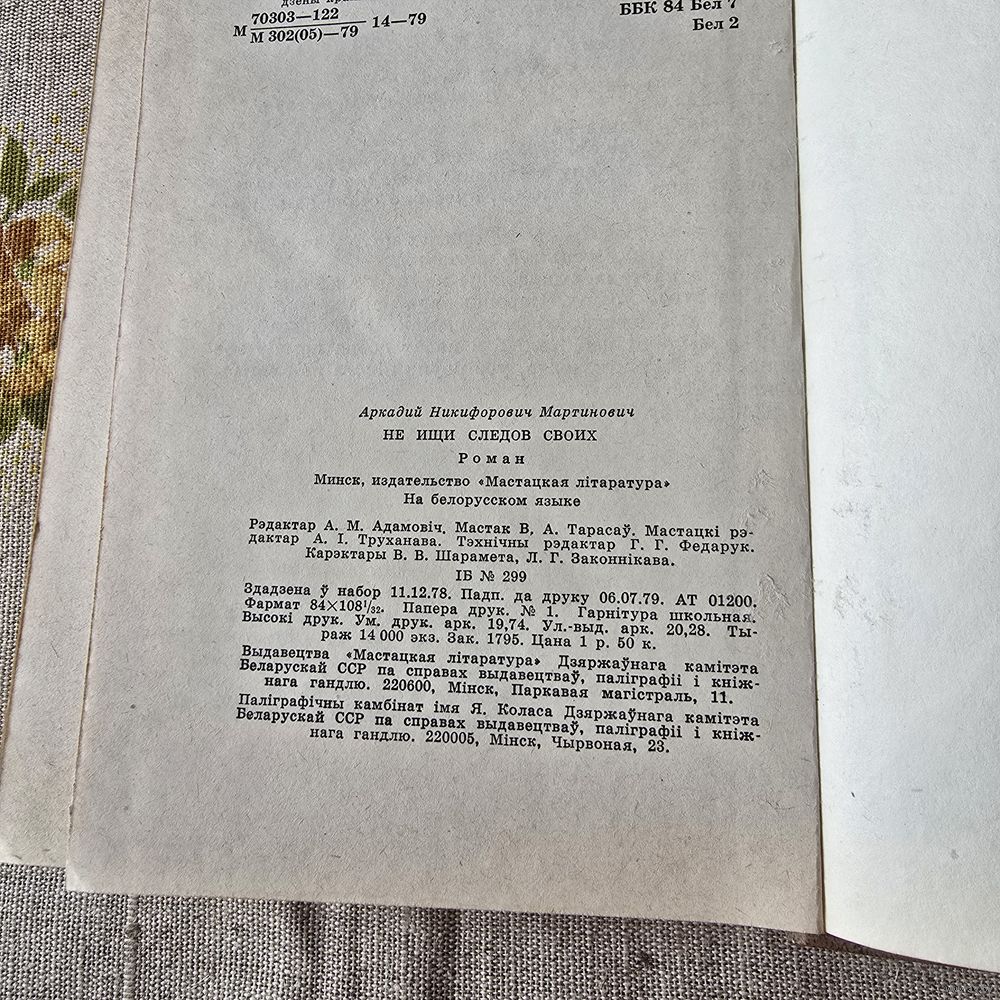 дзены
70303—122
М ———— 14—79
М 302(05)—79
ББК 84 Бел 7
Бел 2
Аркадий Никифорович Мартинович
НЕ ИЩИ СЛЕДОВ СВОИХ
Роман
Минск, издательство «Мастацкая літаратура»
На белорусском языке
Рэдактар А. М. Адамовіч. Мастак В, А. Тарасаў. Мастацкі рэ-
дактар А. І. Труханава. Тэхнічны рэдактар Г. Г. Федарук.
Карэктары В. В. Шарамета, Л. Г. Законнікава.
ІБ № 299
Здадзена ў набор 11.12.78. Падп. да друку 06.07.79. АТ 01200.
Фармат 84×108¹/₃₂. Папера друк. № 1. Гарнітура школьная.
Высокі друк. Ум. друк. арк. 19,74. Ул.-выд. арк. 20,28. Ты-
раж 14 000 экз. Зак. 1795. Цана 1 р. 50 к.
Выдавецтва «Мастацкая літаратура» Дзяржаўнага камітэта
Беларускай ССР па справах выдавецтваў, паліграфіі і кніж-
нага гандлю. 220600, Мінск, Паркавая магістраль, 11.
Паліграфічны камбінат імя Я. Коласа Дзяржаўнага камітэта
Беларускай ССР па справах выдавецтваў, паліграфіі і кніж-
нага гандлю. 220005, Мінск, Чырвоная, 23.